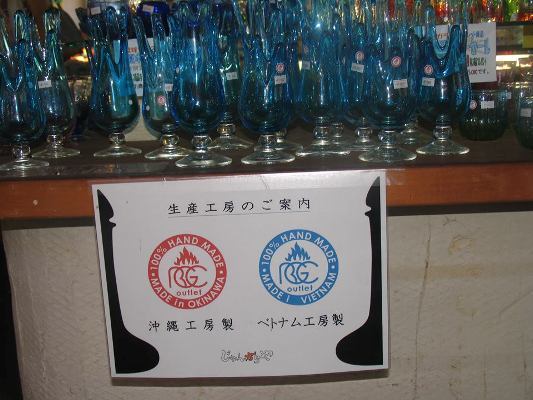 生産工房のご案内
100% HAND MADE
RGC
outlet
MADE in OKINAWA
100% HAND MADE
RGC
outlet
MADE i VIETNAM
沖縄工房製
ベトナム工房製